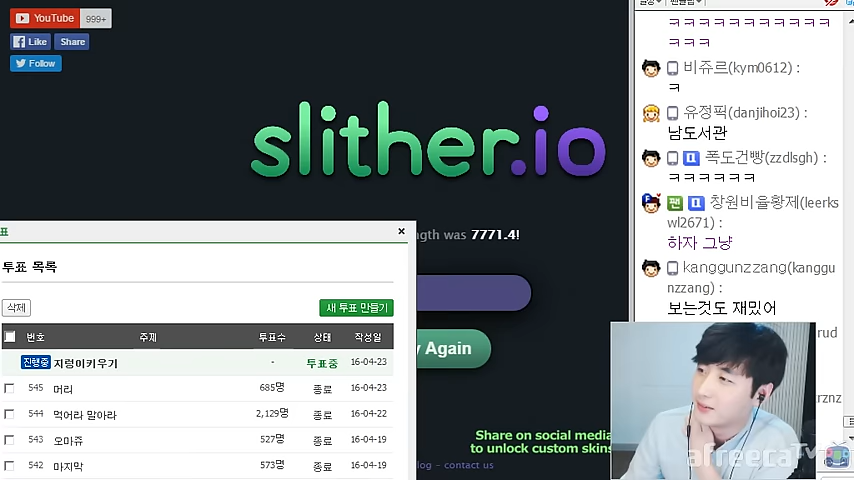 YouTube 999+
Like Share
Follow
slither.io
ngth was 7771.4!
y Again
Share on social media
to unlock custom skins
log - contact us
표
투표 목록
삭제 새 투표 만들기
번호 주제 투표수 상태 작성일
진행중 지렁이키우기 - 투표중 16-04-23
545 머리 685명 종료 16-04-23
544 먹어라 말아라 2,129명 종료 16-04-22
543 오마쥬 527명 종료 16-04-19
542 마지막 573명 종료 16-04-19
ㅋㅋㅋㅋㅋㅋㅋㅋㅋㅋㅋ
ㅋㅋㅋ
비쥬르(kym0612) :
ㅋ
유정픽(danjihoi23) :
남도서관
폭도건빵(zzdlsgh) :
ㅋㅋㅋㅋㅋㅋ
팬 창원비율황제(leerks
wl2671) :
하자 그냥
kanggunzzang(kanggu
nzzang) :
보는것도 재밌어
rud
rznz
afreecaTV